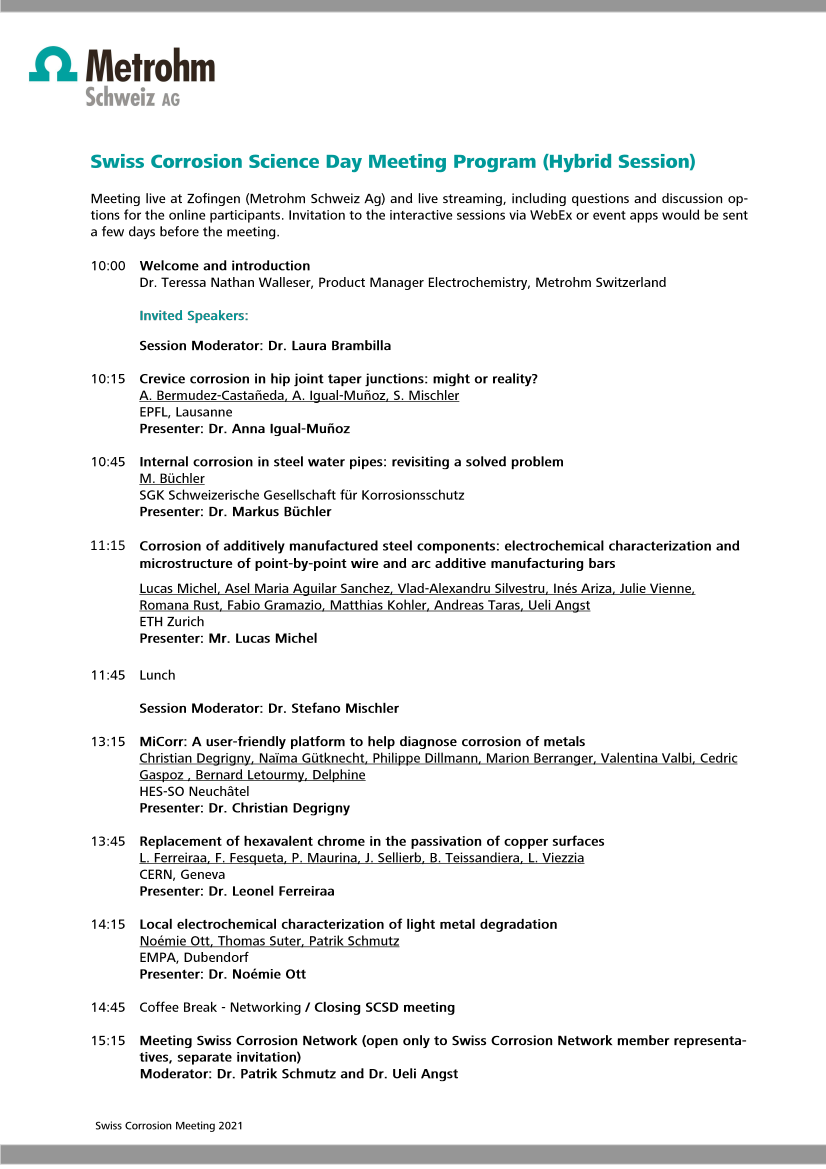 Metrohm
Schweiz AG
Swiss Corrosion Science Day Meeting Program (Hybrid Session)
Meeting live at Zofingen (Metrohm Schweiz Ag) and live streaming, including questions and discussion op-
tions for the online participants. Invitation to the interactive sessions via WebEx or event apps would be sent
a few days before the meeting.
10:00 Welcome and introduction
Dr. Teressa Nathan Walleser, Product Manager Electrochemistry, Metrohm Switzerland
Invited Speakers:
Session Moderator: Dr. Laura Brambilla
10:15 Crevice corrosion in hip joint taper junctions: might or reality?
A. Bermudez-Castañeda, A. Igual-Muñoz, S. Mischler
EPFL, Lausanne
Presenter: Dr. Anna Igual-Muñoz
10:45 Internal corrosion in steel water pipes: revisiting a solved problem
M. Büchler
SGK Schweizerische Gesellschaft für Korrosionsschutz
Presenter: Dr. Markus Büchler
11:15 Corrosion of additively manufactured steel components: electrochemical characterization and
microstructure of point-by-point wire and arc additive manufacturing bars
Lucas Michel, Asel Maria Aguilar Sanchez, Vlad-Alexandru Silvestru, Inés Ariza, Julie Vienne,
Romana Rust, Fabio Gramazio, Matthias Kohler, Andreas Taras, Ueli Angst
ETH Zurich
Presenter: Mr. Lucas Michel
11:45 Lunch
Session Moderator: Dr. Stefano Mischler
13:15 MiCorr: A user-friendly platform to help diagnose corrosion of metals
Christian Degrigny, Naïma Gütknecht, Philippe Dillmann, Marion Berranger, Valentina Valbi, Cedric
Gaspoz , Bernard Letourmy, Delphine
HES-SO Neuchâtel
Presenter: Dr. Christian Degrigny
13:45 Replacement of hexavalent chrome in the passivation of copper surfaces
L. Ferreiraa, F. Fesqueta, P. Maurina, J. Sellierb, B. Teissandiera, L. Viezzia
CERN, Geneva
Presenter: Dr. Leonel Ferreiraa
14:15 Local electrochemical characterization of light metal degradation
Noémie Ott, Thomas Suter, Patrik Schmutz
EMPA, Dubendorf
Presenter: Dr. Noémie Ott
14:45 Coffee Break - Networking / Closing SCSD meeting
15:15 Meeting Swiss Corrosion Network (open only to Swiss Corrosion Network member representa-
tives, separate invitation)
Moderator: Dr. Patrik Schmutz and Dr. Ueli Angst
Swiss Corrosion Meeting 2021